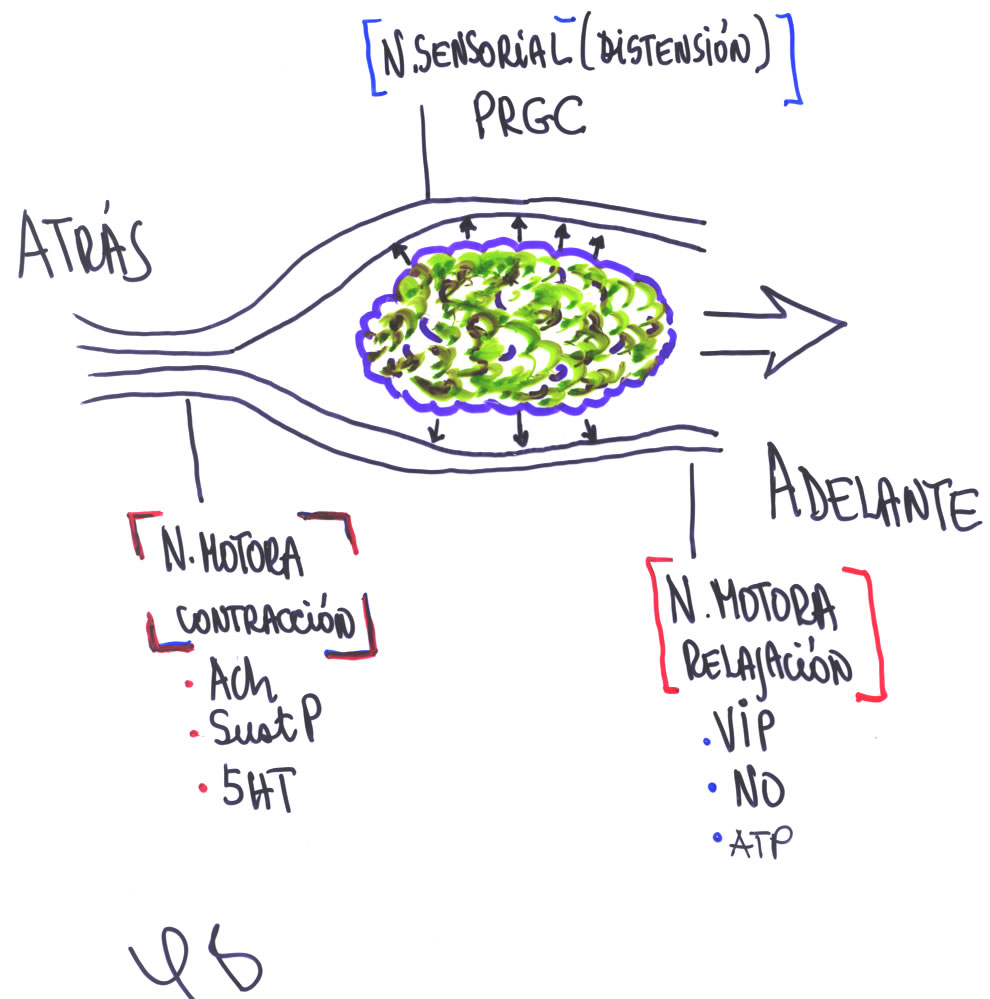 [N.SENSORIAL (DISTENSIÓN)]
PRGC
ATRÁS
ADELANTE
N. MOTORA
CONTRACCIÓN
• ACh
• Sust P
• 5HT
[N. MOTORA
RELAJACIÓN]
• VIP
• NO
• ATP